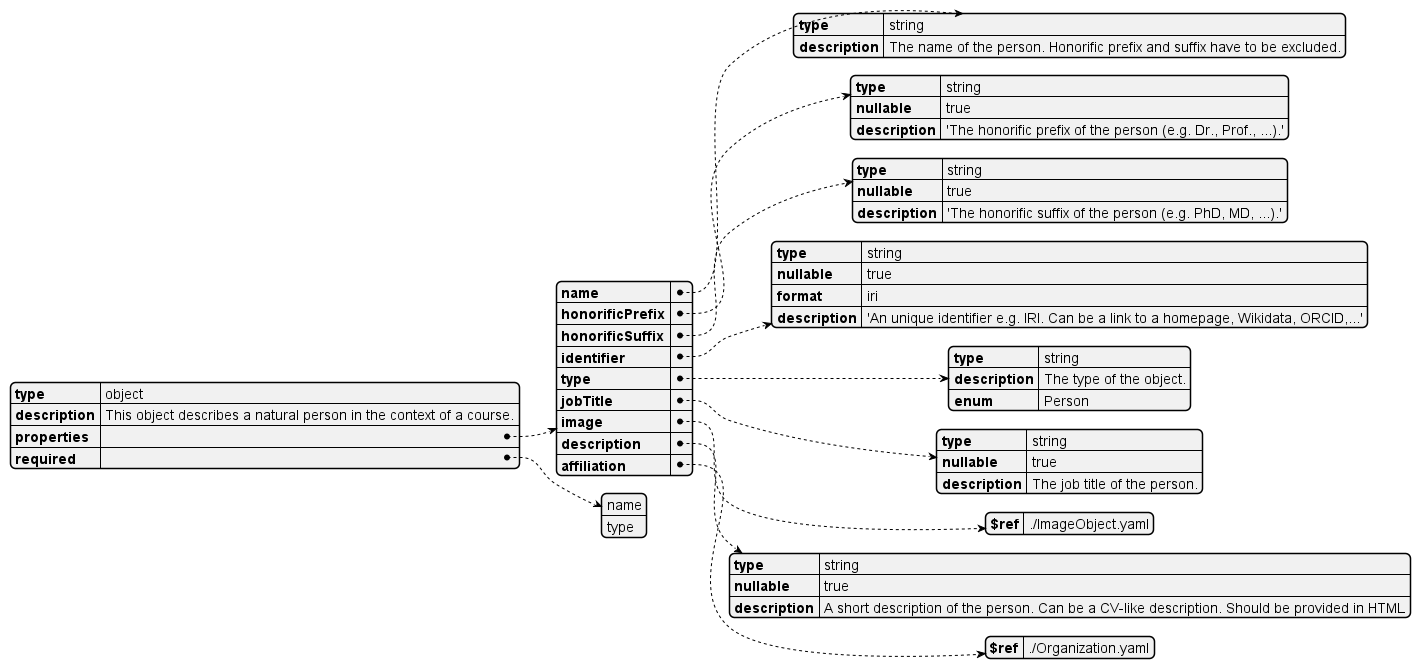 type string
description The name of the person. Honorific prefix and suffix have to be excluded.
type string
nullable true
description 'The honorific prefix of the person (e.g. Dr., Prof., ...).'
type string
nullable true
description 'The honorific suffix of the person (e.g. PhD, MD, ...).'
type string
nullable true
format iri
description 'An unique identifier e.g. IRI. Can be a link to a homepage, Wikidata, ORCID,...'
name
honorificPrefix
honorificSuffix
identifier
type
jobTitle
image
description
affiliation
type string
description The type of the object.
enum Person
type object
description This object describes a natural person in the context of a course.
properties
required
type string
nullable true
description The job title of the person.
name
type
$ref ./ImageObject.yaml
type string
nullable true
description A short description of the person. Can be a CV-like description. Should be provided in HTML
$ref ./Organization.yaml